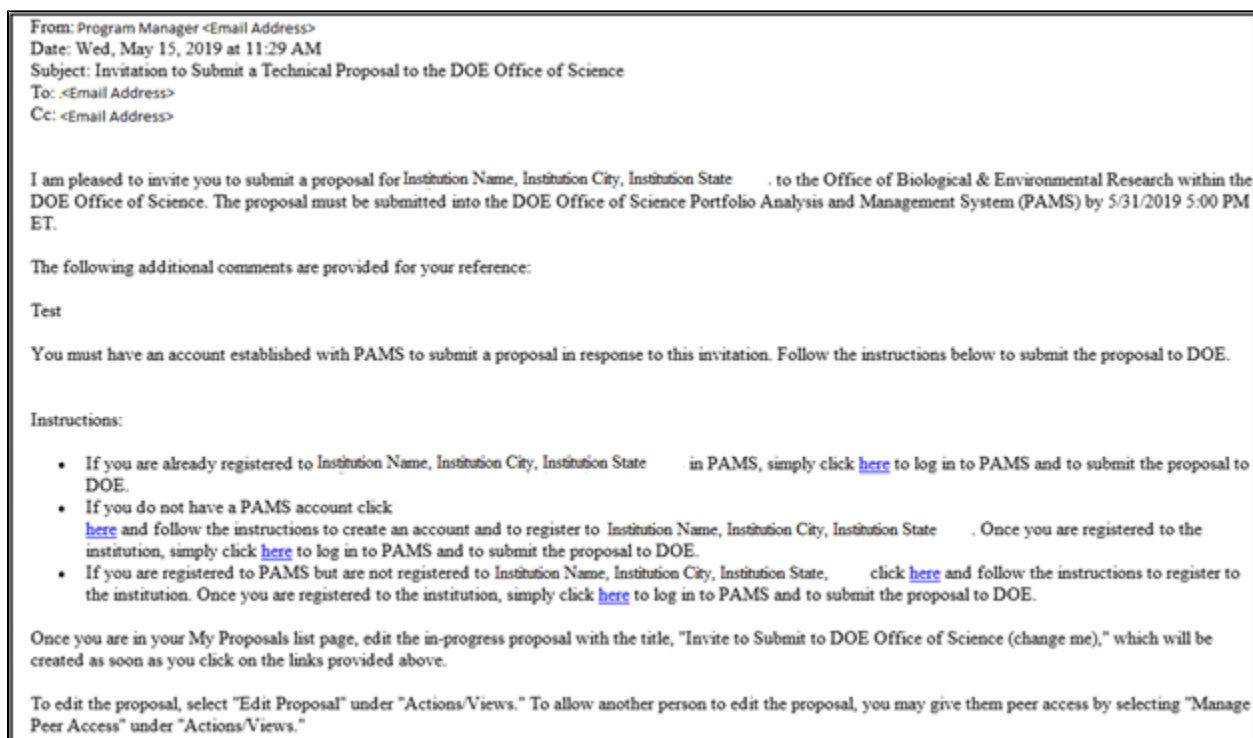 From: Program Manager <Email Address>
Date: Wed, May 15, 2019 at 11:29 AM
Subject: Invitation to Submit a Technical Proposal to the DOE Office of Science
To: .<Email Address>
Cc: <Email Address>
I am pleased to invite you to submit a proposal for Institution Name, Institution City, Institution State . to the Office of Biological & Environmental Research within the
DOE Office of Science. The proposal must be submitted into the DOE Office of Science Portfolio Analysis and Management System (PAMS) by 5/31/2019 5:00 PM
ET.
The following additional comments are provided for your reference:
Test
You must have an account established with PAMS to submit a proposal in response to this invitation. Follow the instructions below to submit the proposal to DOE.
Instructions:
• If you are already registered to Institution Name, Institution City, Institution State in PAMS, simply click here to log in to PAMS and to submit the proposal to
DOE.
• If you do not have a PAMS account click
here and follow the instructions to create an account and to register to Institution Name, Institution City, Institution State . Once you are registered to the
institution, simply click here to log in to PAMS and to submit the proposal to DOE.
• If you are registered to PAMS but are not registered to Institution Name, Institution City, Institution State, click here and follow the instructions to register to
the institution. Once you are registered to the institution, simply click here to log in to PAMS and to submit the proposal to DOE.
Once you are in your My Proposals list page, edit the in-progress proposal with the title, "Invite to Submit to DOE Office of Science (change me)," which will be
created as soon as you click on the links provided above.
To edit the proposal, select "Edit Proposal" under "Actions/Views." To allow another person to edit the proposal, you may give them peer access by selecting "Manage
Peer Access" under "Actions/Views."